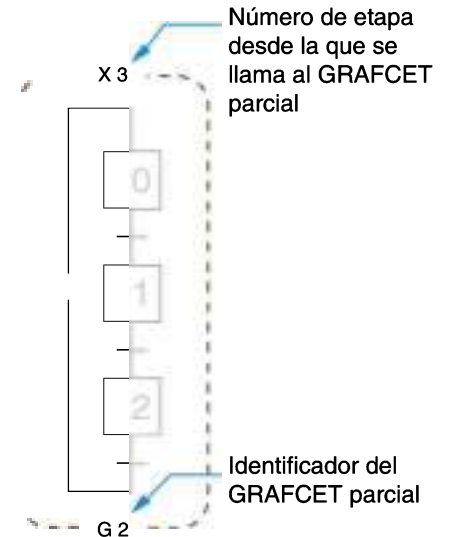 Número de etapa
desde la que se
llama al GRAFCET
parcial
X 3
0
1
2
Identificador del
GRAFCET parcial
G 2